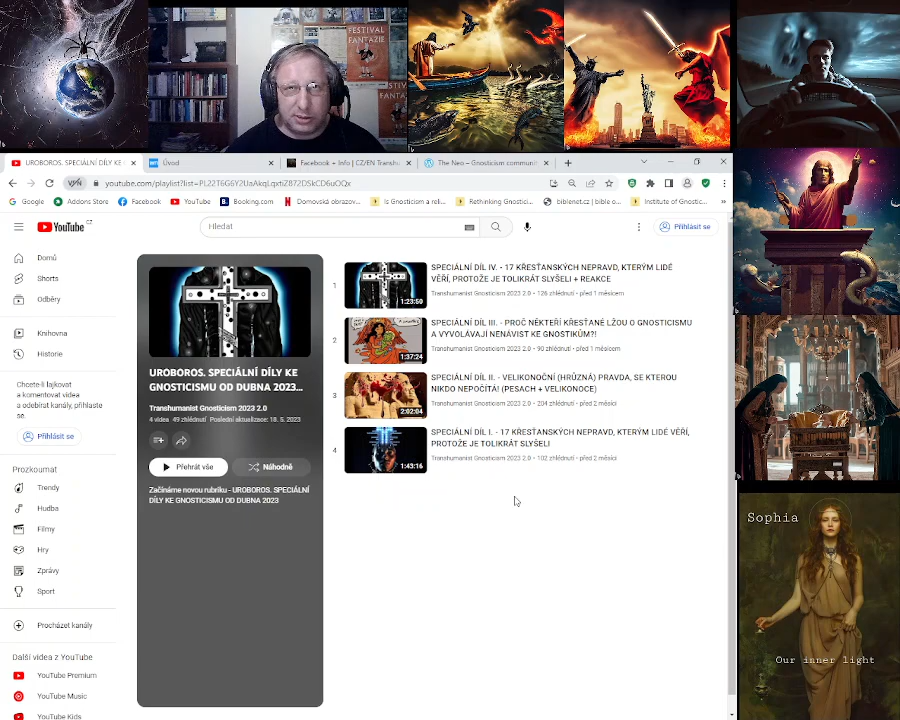 FESTIVAL
FANTAZIE
FESTI
FANTA
UROBOROS. SPECIÁLNÍ DÍLY KE
Úvod
Facebook + Info | CZ/EN Transhu
The Neo – Gnosticism communit
VPN
youtube.com/playlist?list=PL22T6G6Y2UaAkqLqxtiZ872DSkCD6uOQx
Google
Addons Store
Facebook
YouTube
Booking.com
Domovská obrazov...
Is Gnosticism a reli...
Rethinking Gnostici...
biblenet.cz | bible o...
Institute of Gnostic...
YouTube CZ
Hledat
Přihlásit se
Domů
Shorts
Odběry
Knihovna
Historie
Chcete-li lajkovat
a komentovat videa
a odebírat kanály, přihlaste
se.
Přihlásit se
Prozkoumat
Trendy
Hudba
Filmy
Hry
Zprávy
Sport
Procházet kanály
Další videa z YouTube
YouTube Premium
YouTube Music
YouTube Kids
UROBOROS. SPECIÁLNÍ DÍLY KE
GNOSTICISMU OD DUBNA 2023...
Transhumanist Gnosticism 2023 2.0
4 videa 49 zhlédnutí Poslední aktualizace: 18. 5. 2023
Přehrát vše
Náhodně
Začínáme novou rubriku - UROBOROS. SPECIÁLNÍ
DÍLY KE GNOSTICISMU OD DUBNA 2023
1
1:23:59
SPECIÁLNÍ DÍL IV. - 17 KŘESŤANSKÝCH NEPRAVD, KTERÝM LIDÉ
VĚŘÍ, PROTOŽE JE TOLIKRÁT SLYŠELI + REAKCE
Transhumanist Gnosticism 2023 2.0 • 126 zhlédnutí • před 1 měsícem
2
1:37:24
SPECIÁLNÍ DÍL III. - PROČ NĚKTEŘÍ KŘESŤANÉ LŽOU O GNOSTICISMU
A VYVOLÁVAJÍ NENÁVIST KE GNOSTIKŮM?!
Transhumanist Gnosticism 2023 2.0 • 90 zhlédnutí • před 1 měsícem
3
2:02:04
SPECIÁLNÍ DÍL II. - VELIKONOČNÍ (HRŮZNÁ) PRAVDA, SE KTEROU
NIKDO NEPOČÍTÁ! (PESACH + VELIKONOCE)
Transhumanist Gnosticism 2023 2.0 • 204 zhlédnutí • před 2 měsíci
4
1:43:16
SPECIÁLNÍ DÍL I. - 17 KŘESŤANSKÝCH NEPRAVD, KTERÝM LIDÉ VĚŘÍ,
PROTOŽE JE TOLIKRÁT SLYŠELI
Transhumanist Gnosticism 2023 2.0 • 102 zhlédnutí • před 2 měsíci
Sophia
Our inner light